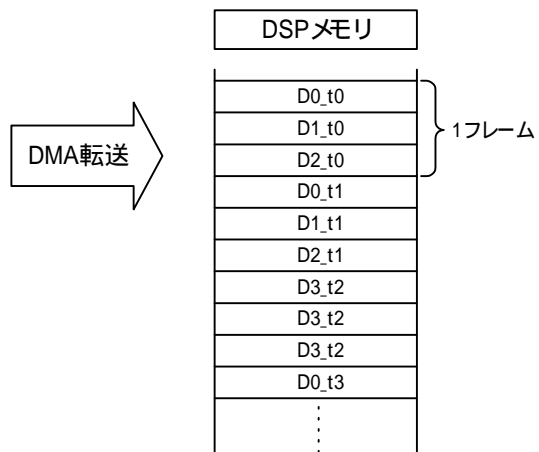 DSPメモリ
D0_t0
D1_t0
D2_t0
D0_t1
D1_t1
D2_t1
D3_t2
D3_t2
D3_t2
D0_t3
DMA転送
1フレーム